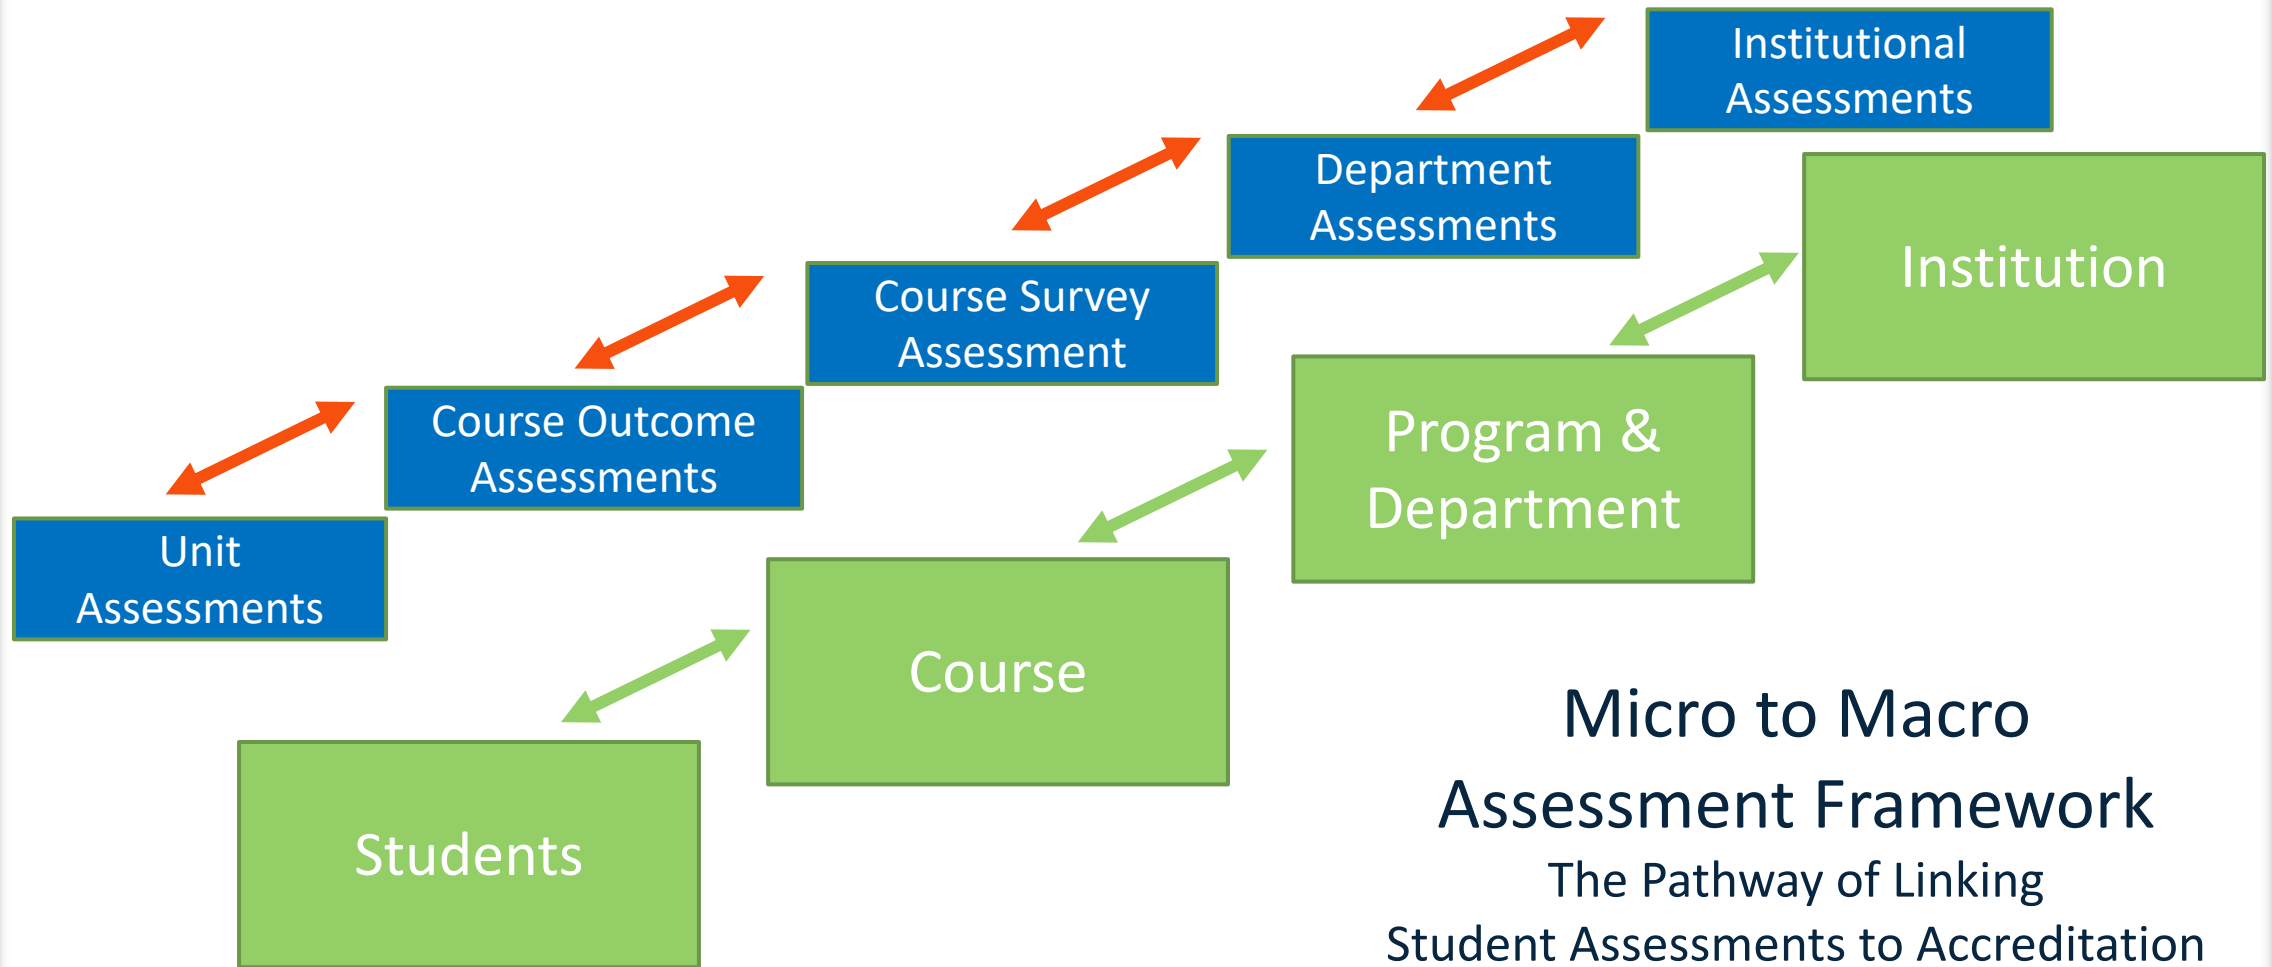 Institutional
Assessments
Department
Assessments
Institution
Course Survey
Assessment
Program &
Department
Course Outcome
Assessments
Unit
Assessments
Course
Students
Micro to Macro
Assessment Framework
The Pathway of Linking
Student Assessments to Accreditation